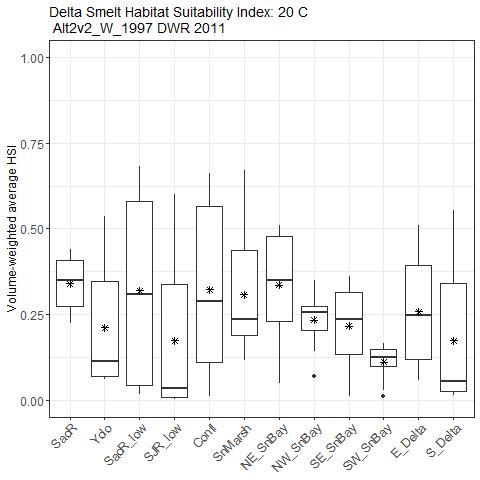 Delta Smelt Habitat Suitability Index: 20 C
Alt2v2_W_1997 DWR 2011
Volume-weighted average HSI
1.00
0.75
0.50
0.25
0.00
SacR
Yolo
SacR_low
SJR_low
Confl
SnMarsh
NE_SnBay
NW_SnBay
SE_SnBay
SW_SnBay
E_Delta
S_Delta